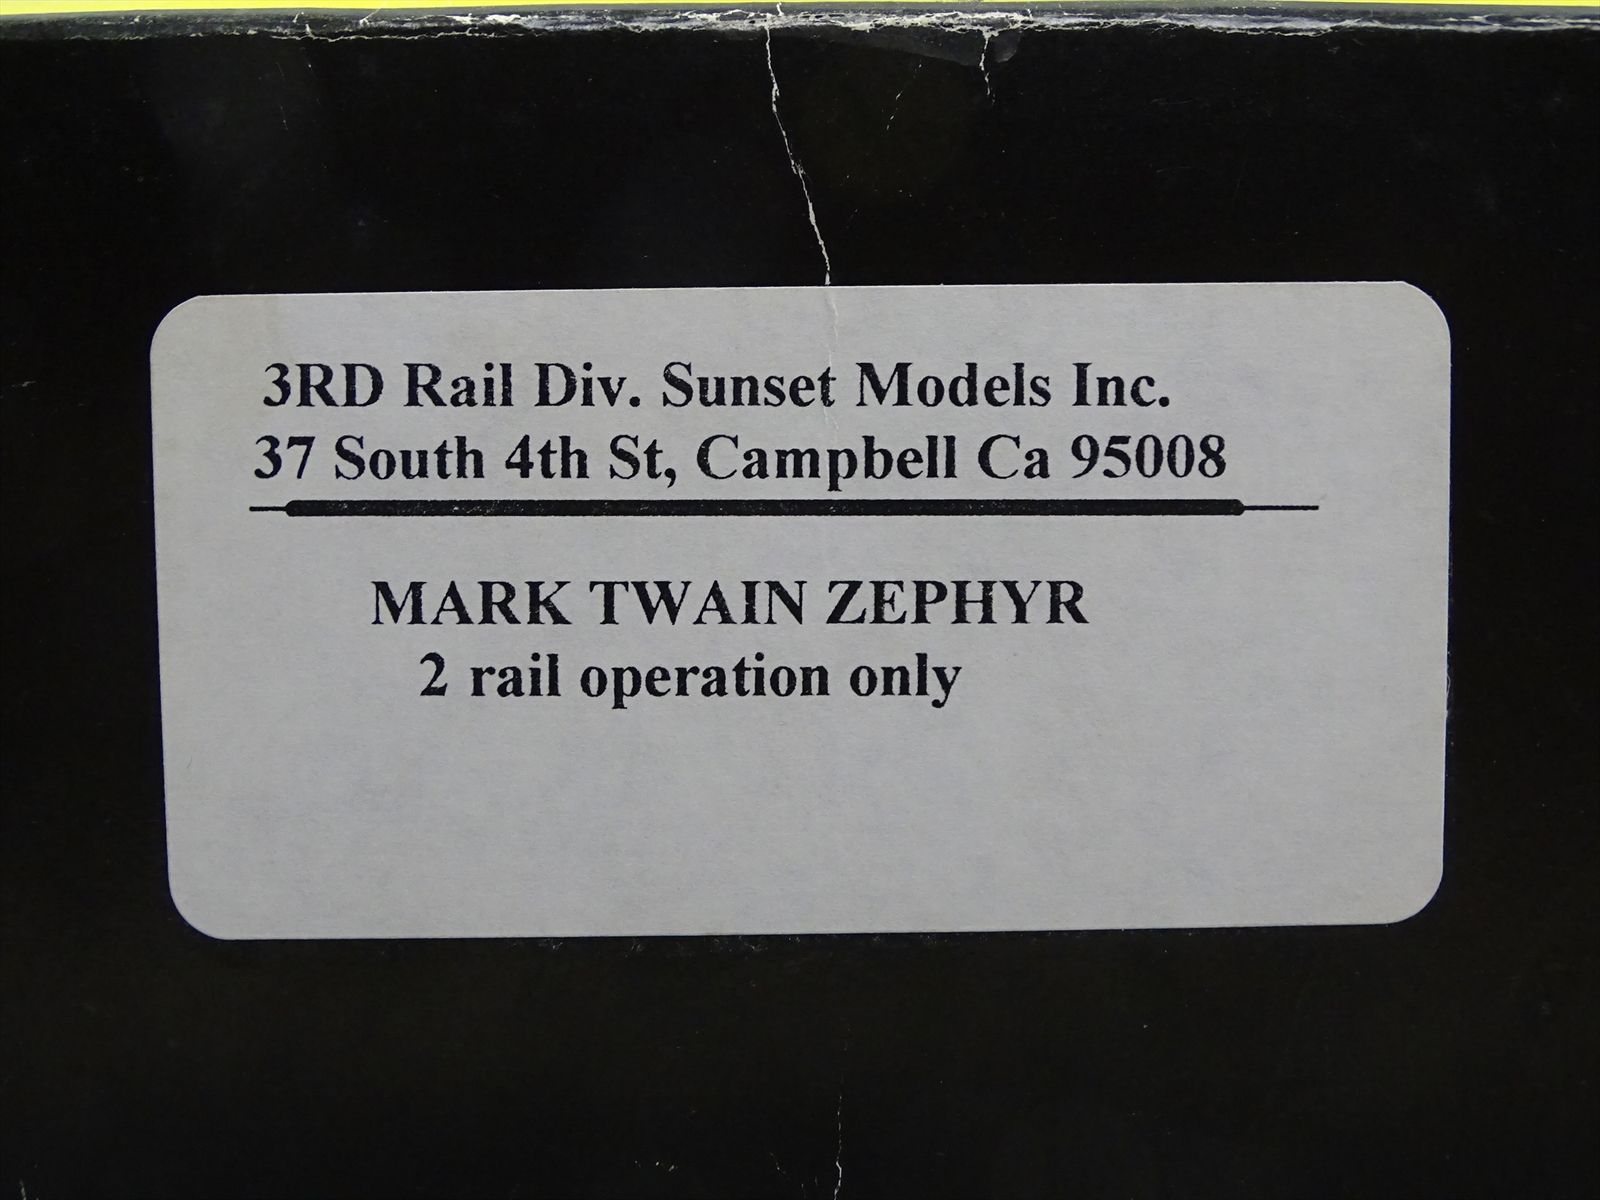 3RD Rail Div. Sunset Models Inc.
37 South 4th St, Campbell Ca 95008
MARK TWAIN ZEPHYR
2 rail operation only